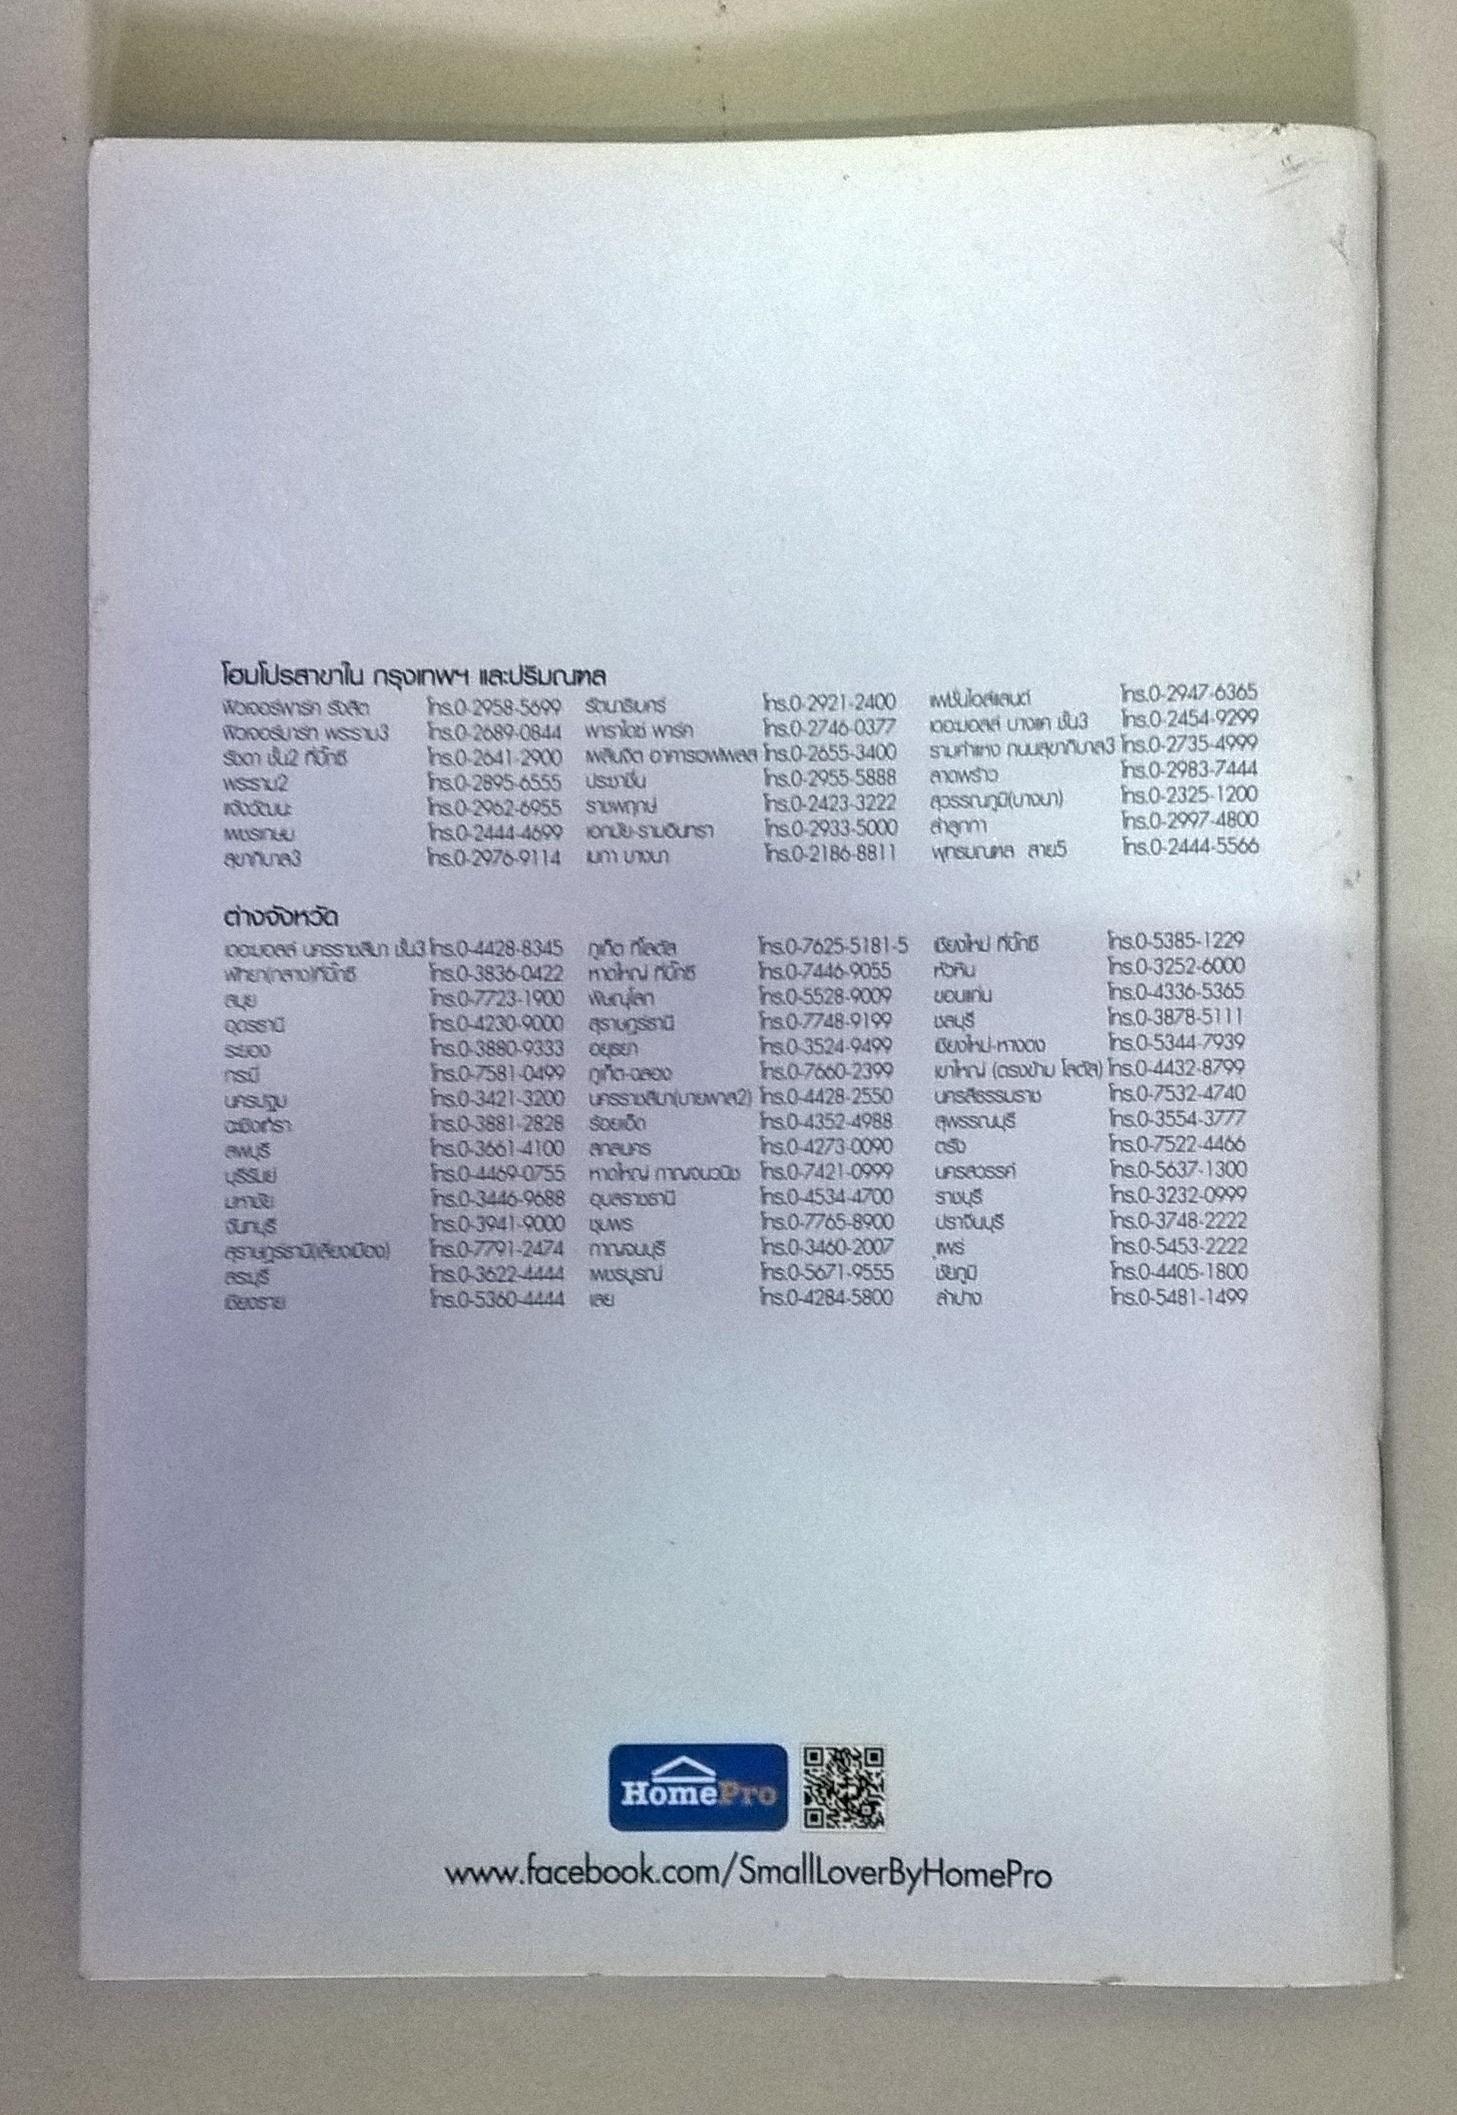 โฮมโปรสาขาใน กรุงเทพฯ และปริมณฑล
ฟิวเจอร์พาร์ค รังสิต โทร.0-2958-5699 รัตนาธิเบศร์ โทร.0-2921-2400 แฟชั่นไอส์แลนด์ โทร.0-2947-6365
ฟิวเจอร์มาร์ท พระราม3 โทร.0-2689-0844 พาราไดซ์ พาร์ค โทร.0-2746-0377 เดอะมอลล์ บางแค ชั้น3 โทร.0-2454-9299
รัชดา ชั้น2 ที่บิ๊กซี โทร.0-2641-2900 เพลินจิต อาคารเวฟเพลส โทร.0-2655-3400 รามคำแหง ถนนสุขาภิบาล3 โทร.0-2735-4999
พระราม2 โทร.0-2895-6555 ประชาชื่น โทร.0-2955-5888 ลาดพร้าว โทร.0-2983-7444
แจ้งวัฒนะ โทร.0-2962-6955 ราชพฤกษ์ โทร.0-2423-3222 สุวรรณภูมิ(บางนา) โทร.0-2325-1200
เพชรเกษม โทร.0-2444-4699 เอกมัย-รามอินทรา โทร.0-2933-5000 ลำลูกกา โทร.0-2997-4800
สุขาภิบาล3 โทร.0-2976-9114 เมกา บางนา โทร.0-2186-8811 พุทธมณฑล สาย5 โทร.0-2444-5566
ต่างจังหวัด
เดอะมอลล์ นครราชสีมา ชั้น3 โทร.0-4428-8345 ภูเก็ต ที่โลตัส โทร.0-7625-5181-5 เชียงใหม่ ที่บิ๊กซี โทร.0-5385-1229
พัทยา(กลาง)ที่บิ๊กซี โทร.0-3836-0422 หาดใหญ่ ที่บิ๊กซี โทร.0-7446-9055 หัวหิน โทร.0-3252-6000
สมุย โทร.0-7723-1900 พิษณุโลก โทร.0-5528-9009 ขอนแก่น โทร.0-4336-5365
อุดรธานี โทร.0-4230-9000 สุราษฎร์ธานี โทร.0-7748-9199 ชลบุรี โทร.0-3878-5111
ระยอง โทร.0-3880-9333 อยุธยา โทร.0-3524-9499 เชียงใหม่-หางดง โทร.0-5344-7939
กระบี่ โทร.0-7581-0499 ภูเก็ต-ฉลอง โทร.0-7660-2399 เขาใหญ่ (ตรงข้าม โลตัส) โทร.0-4432-8799
นครปฐม โทร.0-3421-3200 นครราชสีมา(บายพาส2) โทร.0-4428-2550 นครศรีธรรมราช โทร.0-7532-4740
ฉะเชิงเทรา โทร.0-3881-2828 ร้อยเอ็ด โทร.0-4352-4988 สุพรรณบุรี โทร.0-3554-3777
ลพบุรี โทร.0-3661-4100 สกลนคร โทร.0-4273-0090 ตรัง โทร.0-7522-4466
บุรีรัมย์ โทร.0-4469-0755 หาดใหญ่ กาญจนวนิช โทร.0-7421-0999 นครสวรรค์ โทร.0-5637-1300
มหาชัย โทร.0-3446-9688 อุบลราชธานี โทร.0-4534-4700 ราชบุรี โทร.0-3232-0999
จันทบุรี โทร.0-3941-9000 ชุมพร โทร.0-7765-8900 ปราจีนบุรี โทร.0-3748-2222
สุราษฎร์ธานี(เลี่ยงเมือง) โทร.0-7791-2474 กาญจนบุรี โทร.0-3460-2007 แพร่ โทร.0-5453-2222
สระบุรี โทร.0-3622-4444 เพชรบูรณ์ โทร.0-5671-9555 ชัยภูมิ โทร.0-4405-1800
เชียงราย โทร.0-5360-4444 เลย โทร.0-4284-5800 ลำปาง โทร.0-5481-1499
HomePro
www.facebook.com/SmallLoverByHomePro